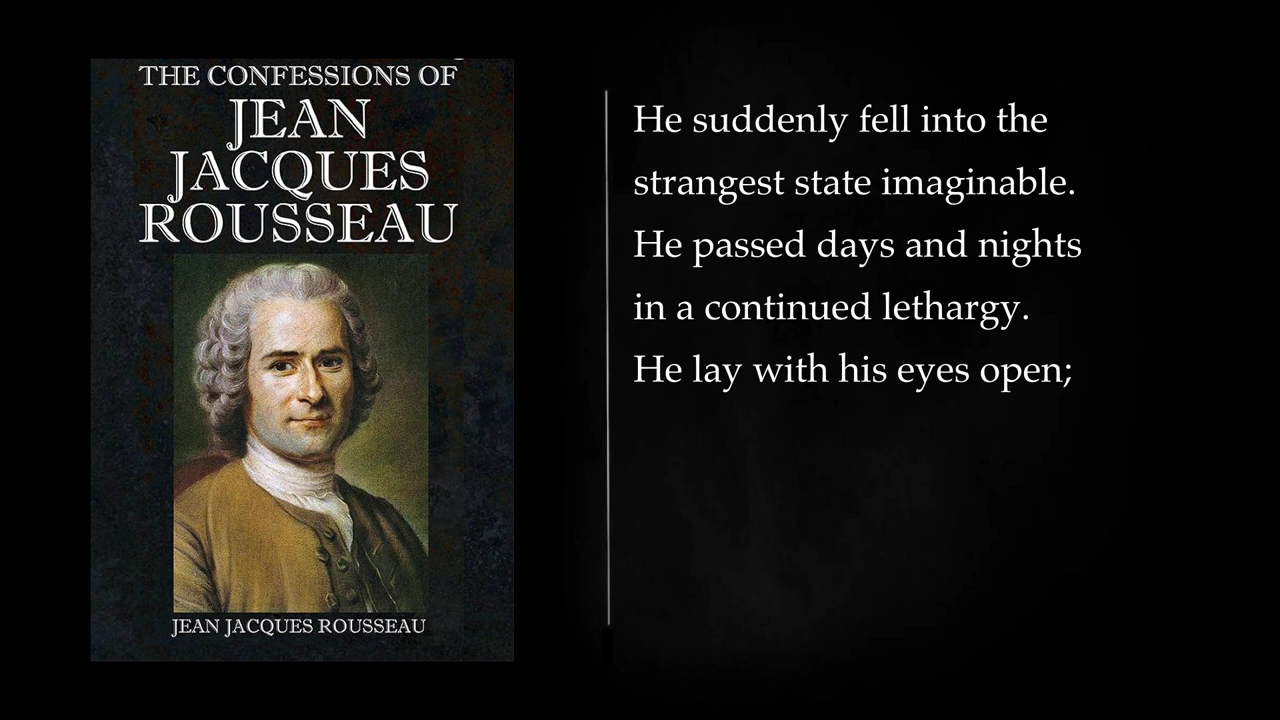 THE CONFESSIONS OF
JEAN
JACQUES
ROUSSEAU
JEAN JACQUES ROUSSEAU
He suddenly fell into the
strangest state imaginable.
He passed days and nights
in a continued lethargy.
He lay with his eyes open;